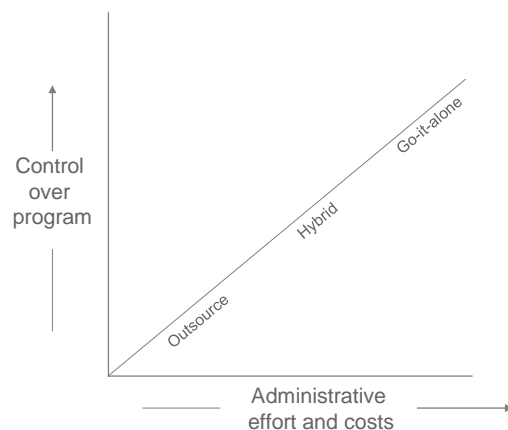 Go-it-alone
Control
over
program
Hybrid
Outsource
Administrative
effort and costs